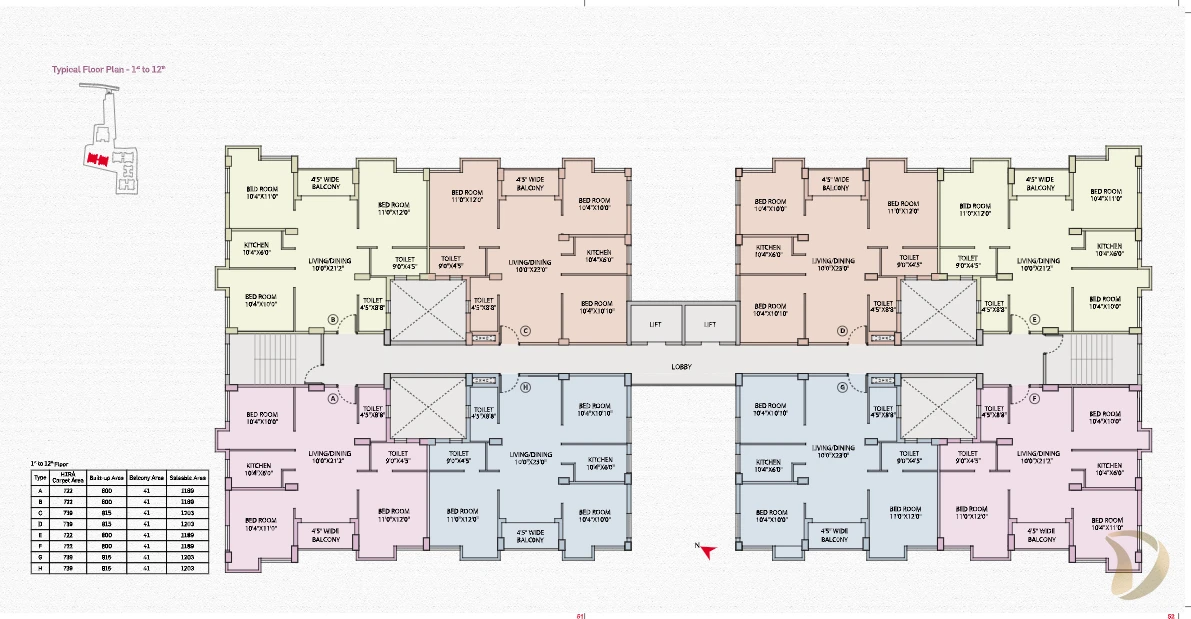 Typical Floor Plan - 1st to 12th
BED ROOM
10'4"X11'0"
4'5" WIDE
BALCONY
BED ROOM
11'0"X12'0"
KITCHEN
10'4"X6'0"
LIVING/DINING
10'0"X21'2"
TOILET
9'0"X4'5"
BED ROOM
10'4"X10'0"
TOILET
4'5"X8'8"
B
BED ROOM
11'0"X12'0"
4'5" WIDE
BALCONY
BED ROOM
10'4"X10'0"
TOILET
9'0"X4'5"
LIVING/DINING
10'0"X23'0"
KITCHEN
10'4"X6'0"
TOILET
4'5"X8'8"
BED ROOM
10'4"X10'10"
C
BED ROOM
10'4"X10'0"
4'5" WIDE
BALCONY
BED ROOM
11'0"X12'0"
KITCHEN
10'4"X6'0"
LIVING/DINING
10'0"X23'0"
TOILET
9'0"X4'5"
BED ROOM
10'4"X10'10"
TOILET
4'5"X8'8"
D
BED ROOM
11'0"X12'0"
4'5" WIDE
BALCONY
BED ROOM
10'4"X11'0"
TOILET
9'0"X4'5"
LIVING/DINING
10'0"X21'2"
KITCHEN
10'4"X6'0"
TOILET
4'5"X8'8"
BED ROOM
10'4"X10'0"
E
LIFT
LIFT
LOBBY
A
BED ROOM
10'4"X10'0"
TOILET
4'5"X8'8"
KITCHEN
10'4"X6'0"
LIVING/DINING
10'0"X21'2"
TOILET
9'0"X4'5"
BED ROOM
10'4"X11'0"
4'5" WIDE
BALCONY
BED ROOM
11'0"X12'0"
H
TOILET
4'5"X8'8"
BED ROOM
10'4"X10'10"
TOILET
9'0"X4'5"
LIVING/DINING
10'0"X23'0"
KITCHEN
10'4"X6'0"
BED ROOM
11'0"X12'0"
4'5" WIDE
BALCONY
BED ROOM
10'4"X10'0"
G
BED ROOM
10'4"X10'10"
TOILET
4'5"X8'8"
KITCHEN
10'4"X6'0"
LIVING/DINING
10'0"X23'0"
TOILET
9'0"X4'5"
BED ROOM
10'4"X10'0"
4'5" WIDE
BALCONY
BED ROOM
11'0"X12'0"
F
TOILET
4'5"X8'8"
BED ROOM
10'4"X10'0"
TOILET
9'0"X4'5"
LIVING/DINING
10'0"X21'2"
KITCHEN
10'4"X6'0"
BED ROOM
11'0"X12'0"
4'5" WIDE
BALCONY
BED ROOM
10'4"X11'0"
1st to 12th Floor
Type HIRA Carpet Area Built-up Area Balcony Area Saleable Area
A 722 800 41 1189
B 722 800 41 1189
C 739 815 41 1203
D 739 815 41 1203
E 722 800 41 1189
F 722 800 41 1189
G 739 815 41 1203
H 739 815 41 1203
N
51
52